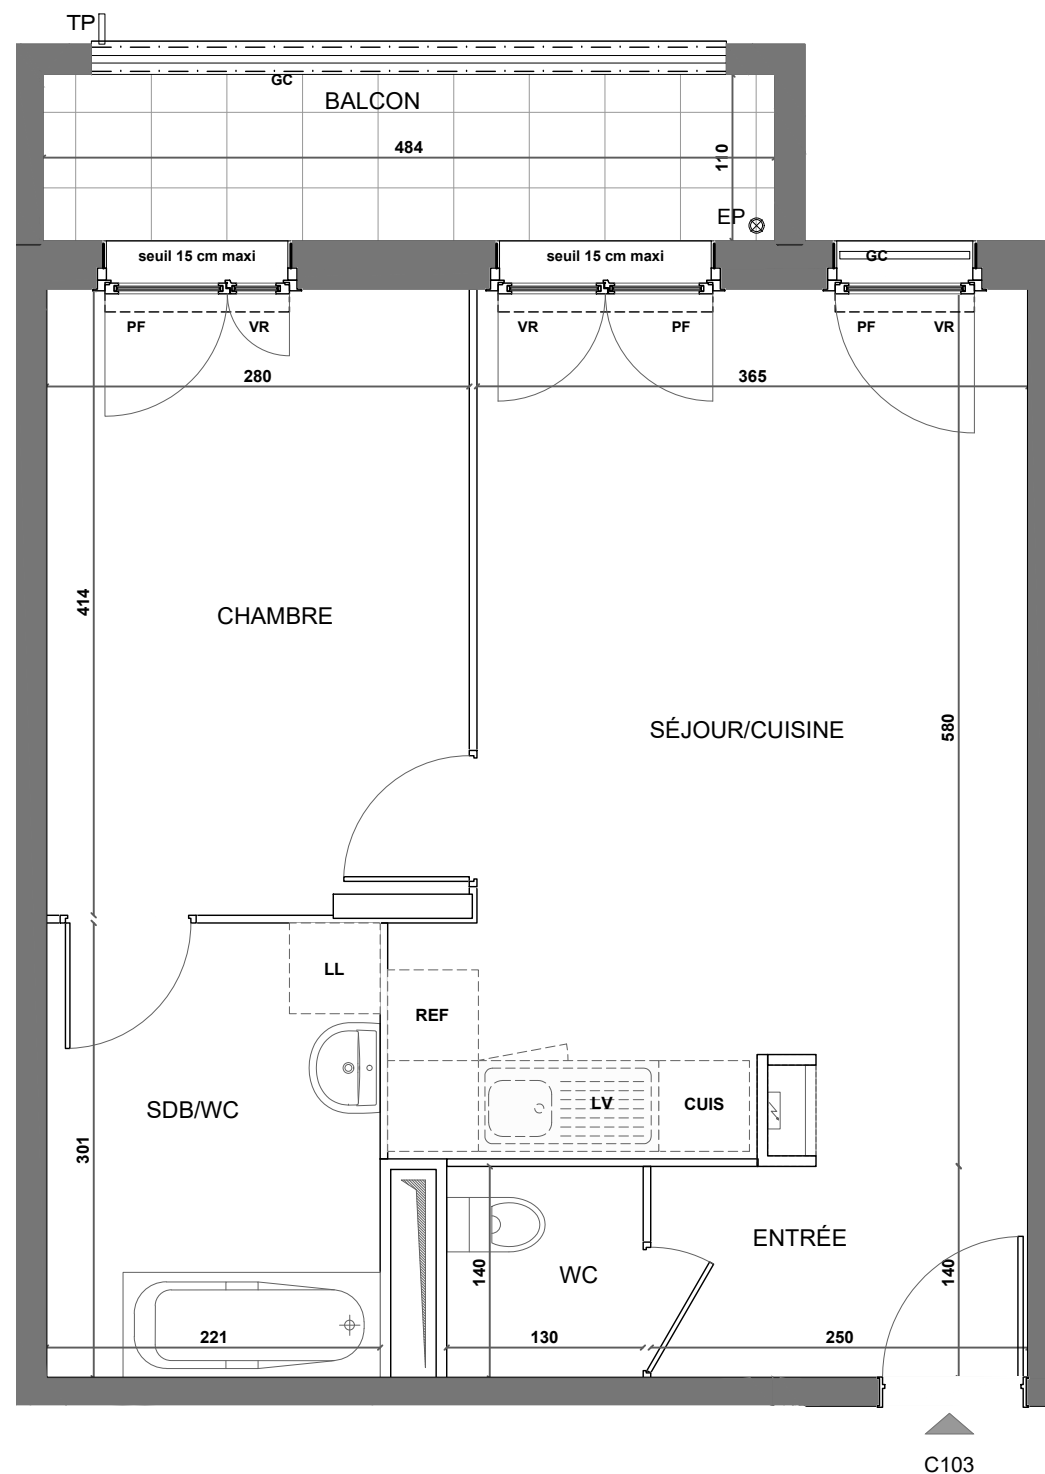 TP
GC
BALCON
484
110
EP
seuil 15 cm maxi
seuil 15 cm maxi
GC
PF
VR
VR
PF
PF
VR
280
365
414
CHAMBRE
SÉJOUR/CUISINE
580
LL
REF
SDB/WC
LV
CUIS
301
ENTRÉE
WC
140
140
221
130
250
C103